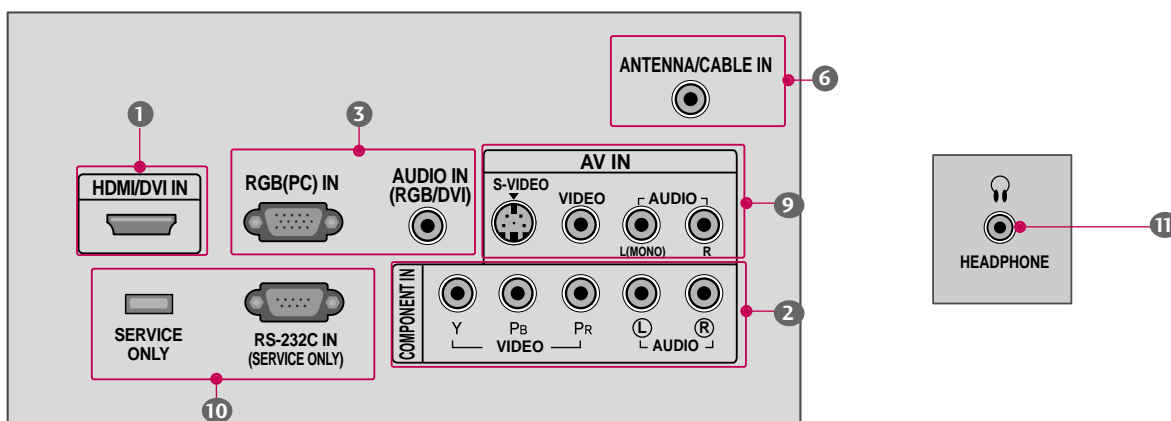 ANTENNA/CABLE IN
6
1
3
HDMI/DVI IN
RGB(PC) IN
AUDIO IN
(RGB/DVI)
AV IN
S-VIDEO
VIDEO
AUDIO
L(MONO)
R
9
HEADPHONE
11
SERVICE
ONLY
RS-232C IN
(SERVICE ONLY)
10
COMPONENT IN
Y
PB
PR
VIDEO
L
R
AUDIO
2